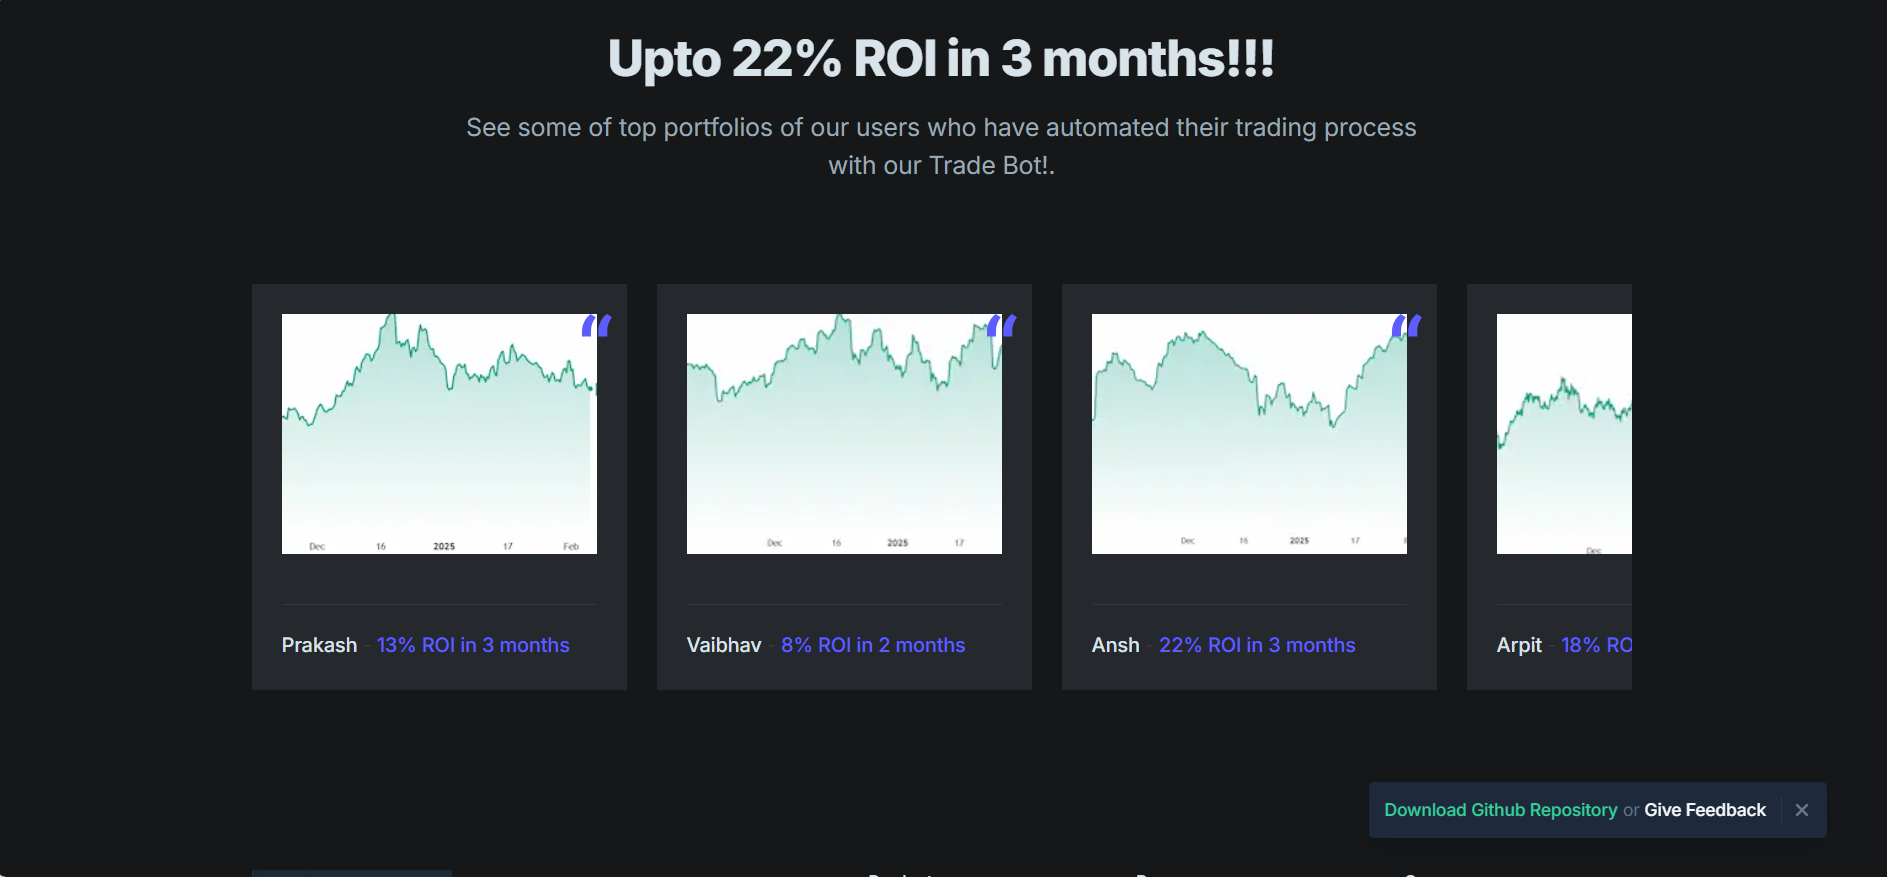 Upto 22% ROI in 3 months!!!
See some of top portfolios of our users who have automated their trading process
with our Trade Bot!.
“ “ “
Dec 16 2025 17 Feb
Dec 16 2025 17
Dec 16 2025 17
Dec
Prakash - 13% ROI in 3 months
Vaibhav - 8% ROI in 2 months
Ansh - 22% ROI in 3 months
Arpit - 18% RO
Download Github Repository or Give Feedback ×